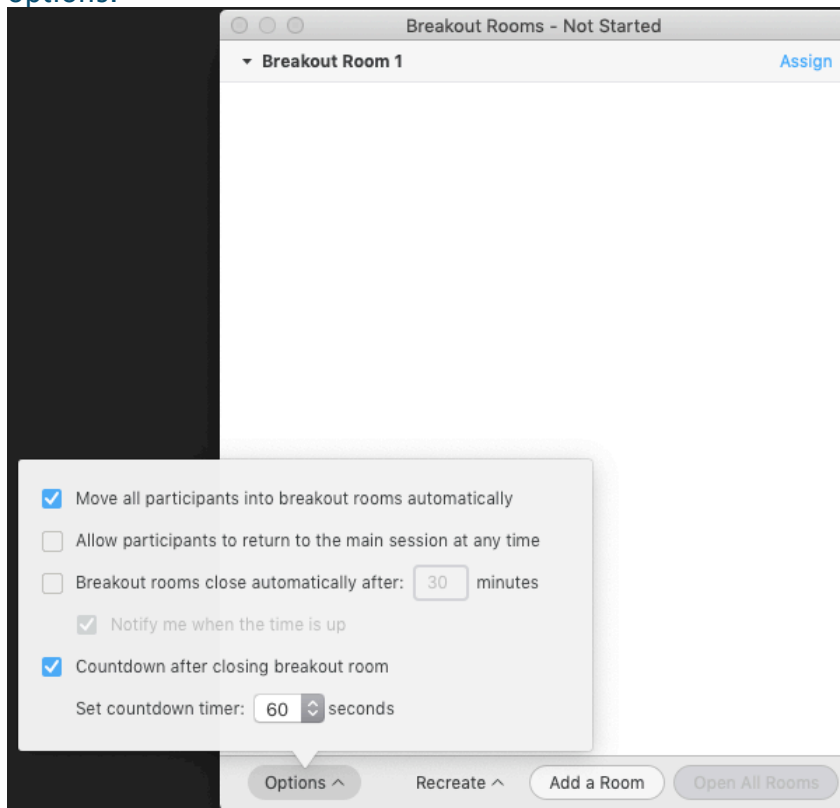 options.
Breakout Rooms - Not Started
Breakout Room 1 Assign
Move all participants into breakout rooms automatically
Allow participants to return to the main session at any time
Breakout rooms close automatically after: 30 minutes
Notify me when the time is up
Countdown after closing breakout room
Set countdown timer: 60 seconds
Options Recreate Add a Room Open All Rooms